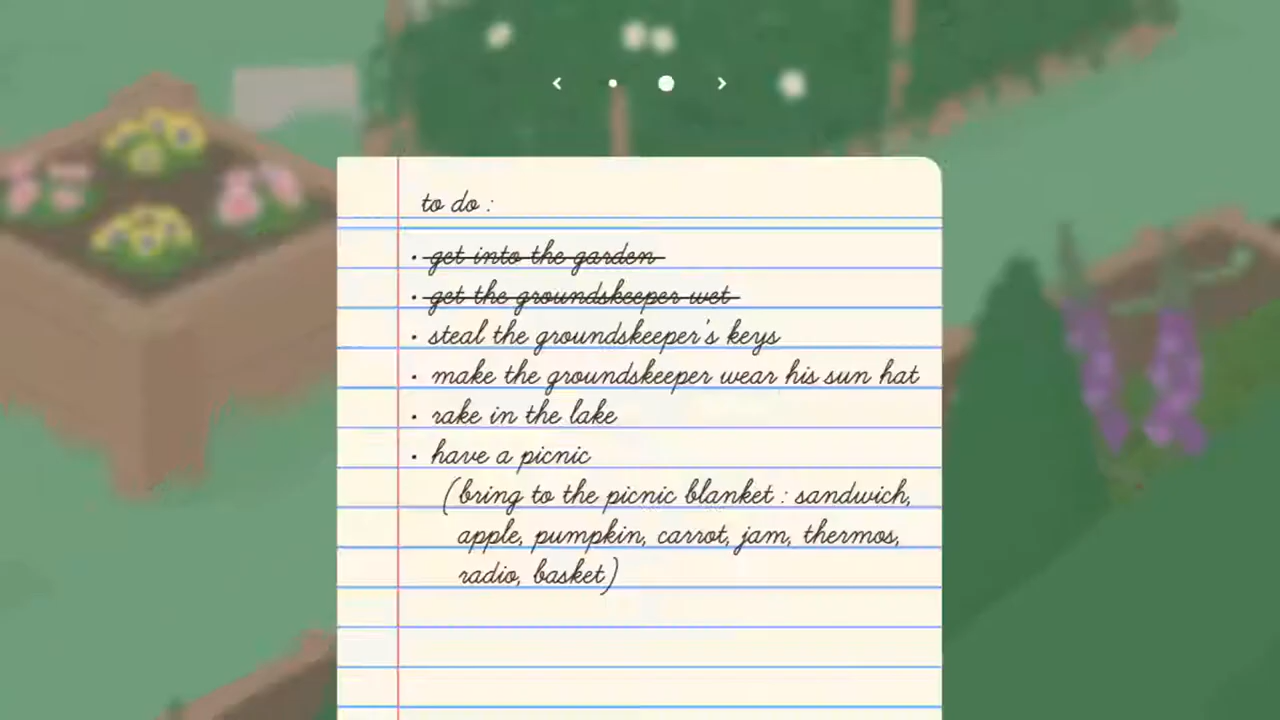 to do :
• get into the garden
• get the groundskeeper wet
• steal the groundskeeper's keys
• make the groundskeeper wear his sun hat
• rake in the lake
• have a picnic
(bring to the picnic blanket : sandwich,
apple, pumpkin, carrot, jam, thermos,
radio, basket)